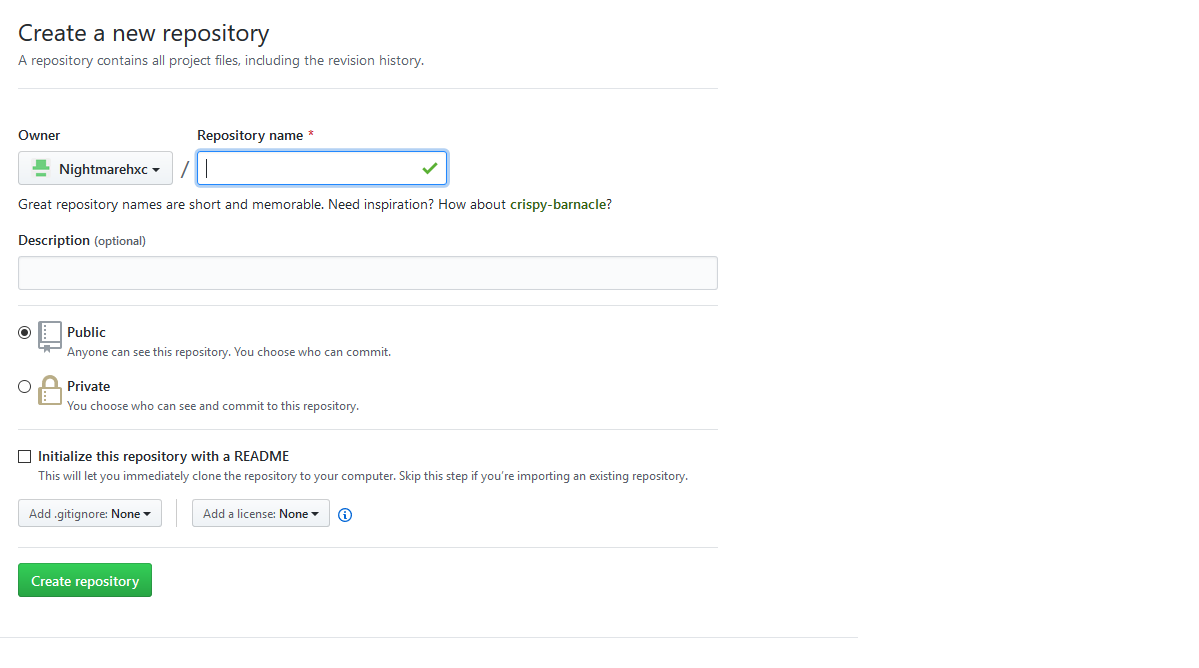 Create a new repository
A repository contains all project files, including the revision history.
Owner
Repository name *
Nightmarehxc
/
Great repository names are short and memorable. Need inspiration? How about crispy-barnacle?
Description (optional)
Public
Anyone can see this repository. You choose who can commit.
Private
You choose who can see and commit to this repository.
Initialize this repository with a README
This will let you immediately clone the repository to your computer. Skip this step if you're importing an existing repository.
Add .gitignore: None
Add a license: None
Create repository